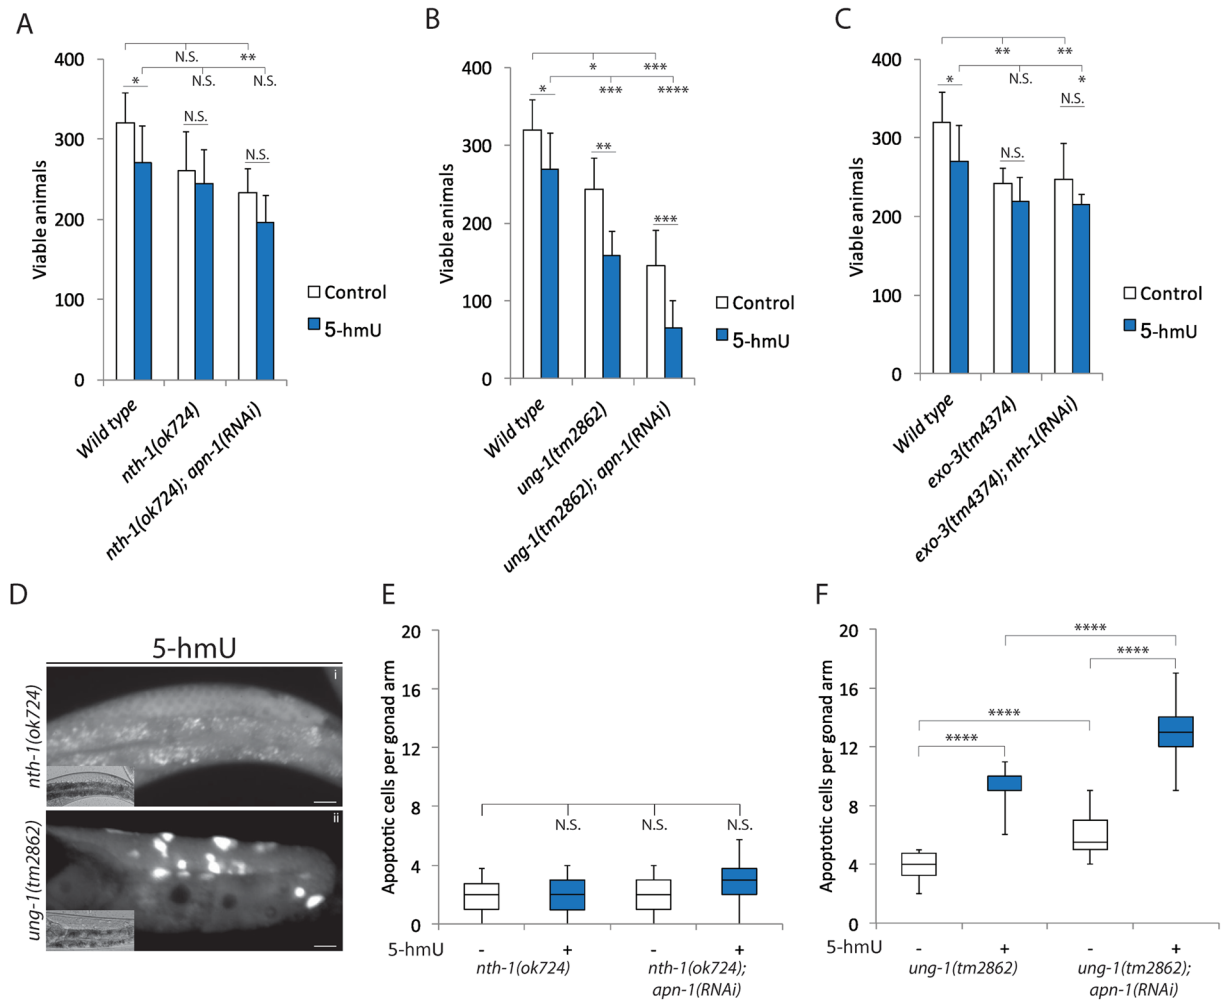 A
N.S.
**
*
N.S.
N.S.
N.S.
N.S.
400
300
200
100
0
Viable animals
Control
5-hmU
Wild type
nth-1(ok724)
nth-1(ok724); apn-1(RNAi)
B
*
***
*
***
****
**
***
400
300
200
100
0
Viable animals
Control
5-hmU
Wild type
ung-1(tm2862)
ung-1(tm2862); apn-1(RNAi)
C
**
**
*
N.S.
*
N.S.
N.S.
400
300
200
100
0
Viable animals
Control
5-hmU
Wild type
exo-3(tm4374)
exo-3(tm4374); nth-1(RNAi)
D
5-hmU
nth-1(ok724)
i
ung-1(tm2862)
ii
E
20
16
12
8
4
0
Apoptotic cells per gonad arm
N.S.
N.S.
N.S.
5-hmU - + - +
nth-1(ok724)
nth-1(ok724);
apn-1(RNAi)
F
20
16
12
8
4
0
Apoptotic cells per gonad arm
****
****
****
****
5-hmU - + - +
ung-1(tm2862)
ung-1(tm2862);
apn-1(RNAi)